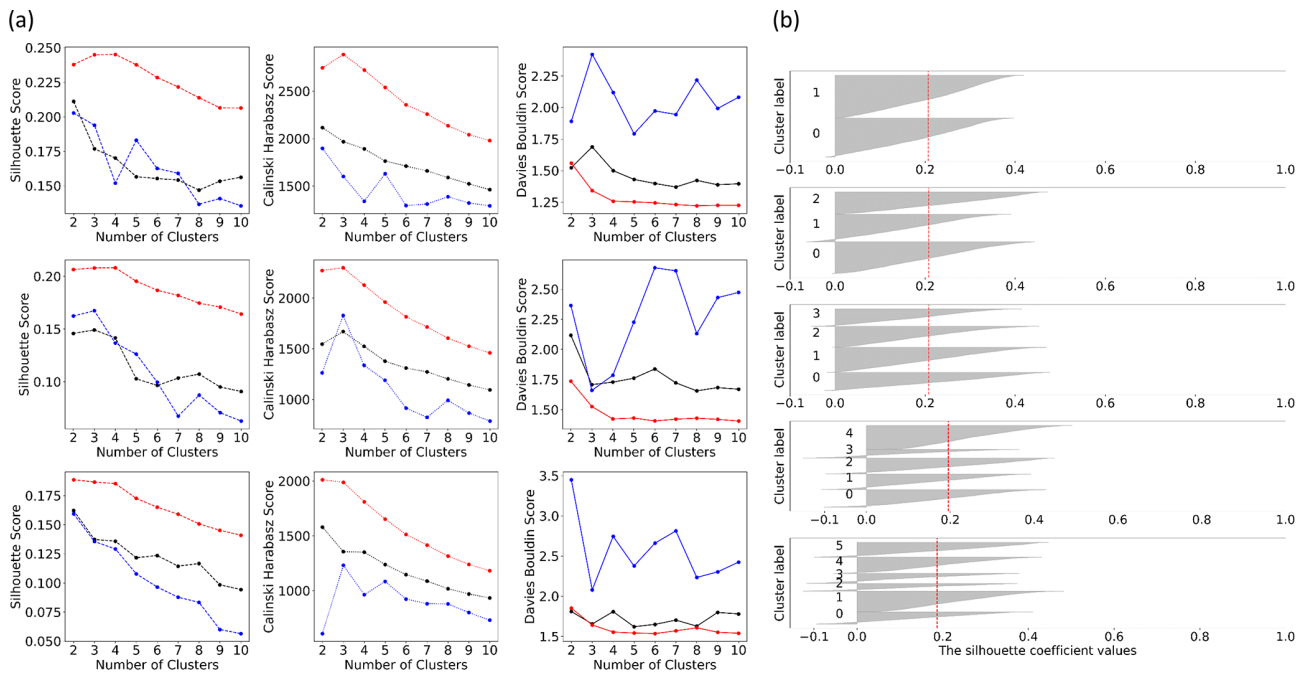 (a)
(b)
0.250
0.225
0.200
0.175
0.150
Silhouette Score
2 3 4 5 6 7 8 9 10
Number of Clusters
2500
2000
1500
Calinski Harabasz Score
2 3 4 5 6 7 8 9 10
Number of Clusters
2.25
2.00
1.75
1.50
1.25
Davies Bouldin Score
2 3 4 5 6 7 8 9 10
Number of Clusters
0.20
0.15
0.10
Silhouette Score
2 3 4 5 6 7 8 9 10
Number of Clusters
2000
1500
1000
Calinski Harabasz Score
2 3 4 5 6 7 8 9 10
Number of Clusters
2.50
2.25
2.00
1.75
1.50
Davies Bouldin Score
2 3 4 5 6 7 8 9 10
Number of Clusters
0.175
0.150
0.125
0.100
0.075
0.050
Silhouette Score
2 3 4 5 6 7 8 9 10
Number of Clusters
2000
1500
1000
Calinski Harabasz Score
2 3 4 5 6 7 8 9 10
Number of Clusters
3.5
3.0
2.5
2.0
1.5
Davies Bouldin Score
2 3 4 5 6 7 8 9 10
Number of Clusters
Cluster label
1
0
−0.1 0.0 0.2 0.4 0.6 0.8 1.0
Cluster label
2
1
0
−0.1 0.0 0.2 0.4 0.6 0.8 1.0
Cluster label
3
2
1
0
−0.1 0.0 0.2 0.4 0.6 0.8 1.0
Cluster label
4
3
2
1
0
−0.1 0.0 0.2 0.4 0.6 0.8 1.0
Cluster label
5
4
3
2
1
0
−0.1 0.0 0.2 0.4 0.6 0.8 1.0
The silhouette coefficient values